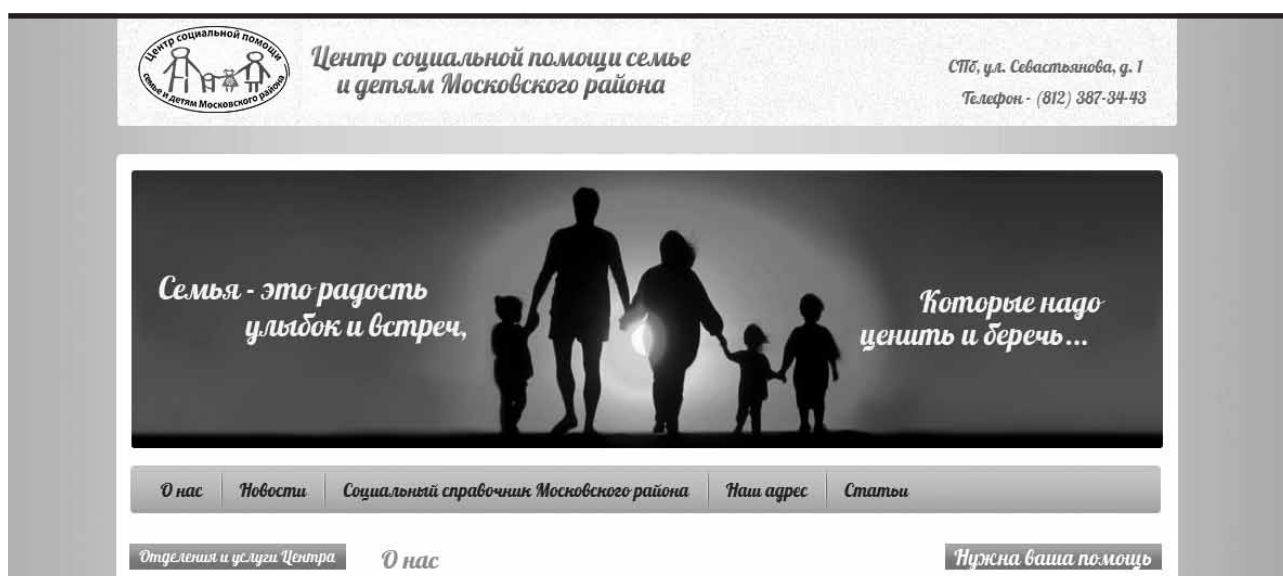 Центр социальной помощи
семье и детям Московского района
Центр социальной помощи семье
и детям Московского района
СПб, ул. Севастьянова, д. 1
Телефон - (812) 387-34-43
Семья - это радость
улыбок и встреч,
Которые надо
ценить и беречь...
О нас Новости Социальный справочник Московского района Наш адрес Статьи
Отделения и услуги Центра О нас Нужна ваша помощь